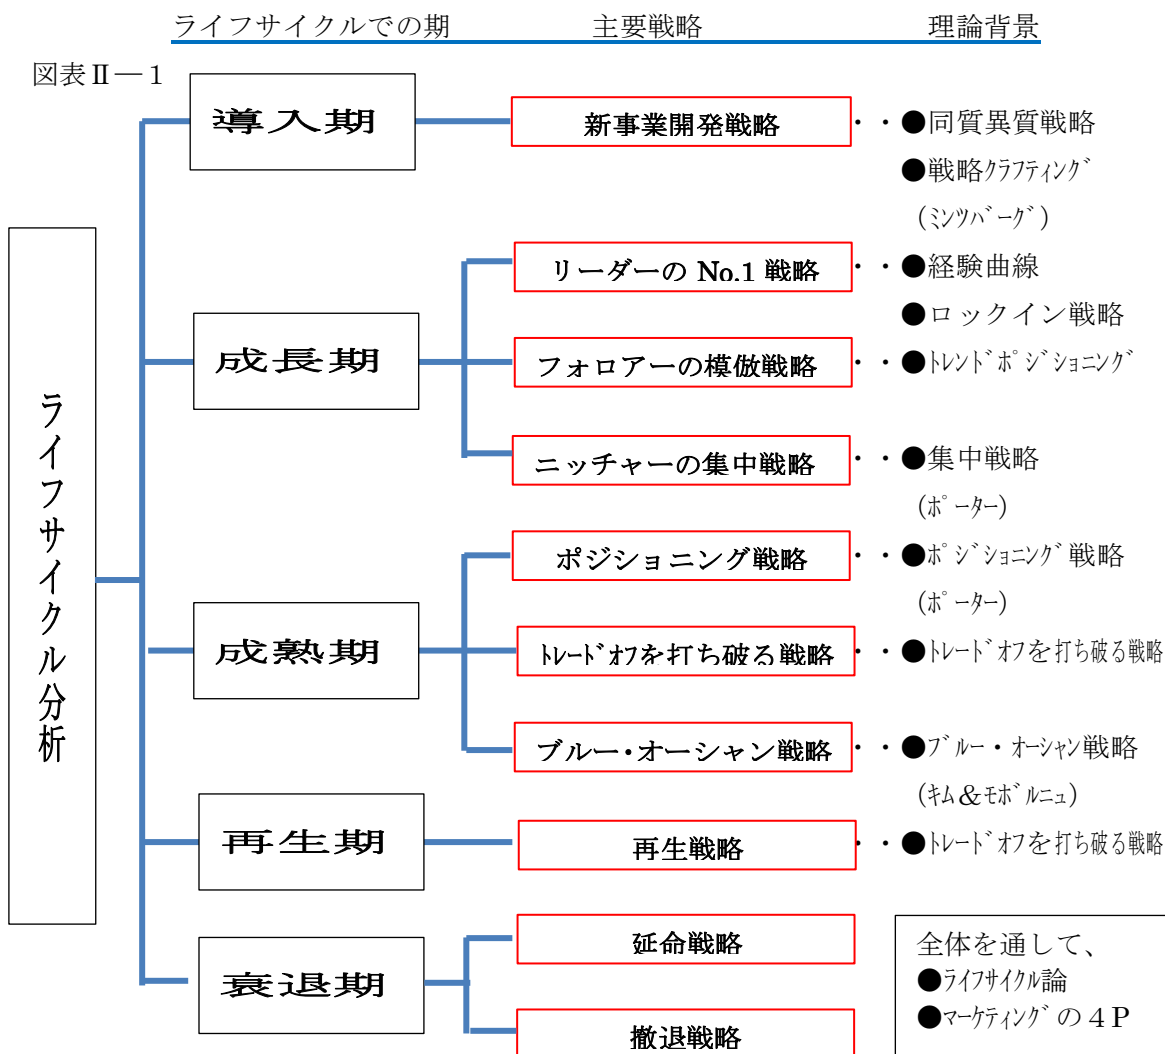 ライフサイクルでの期 主要戦略 理論背景
図表Ⅱ―1
ライフサイクル分析
導入期
新事業開発戦略
・・●同質異質戦略
●戦略ｸﾗﾌﾃｨﾝｸﾞ
(ﾐﾝﾂﾊﾞｰｸﾞ)
成長期
リーダーの No.1 戦略
・・●経験曲線
●ロックイン戦略
フォロアーの模倣戦略
・・●ﾄﾚﾝﾄﾞﾎﾟｼﾞｼｮﾆﾝｸﾞ
ニッチャーの集中戦略
・・●集中戦略
(ﾎﾟｰﾀｰ)
成熟期
ポジショニング戦略
・・●ﾎﾟｼﾞｼｮﾆﾝｸﾞ戦略
(ﾎﾟｰﾀｰ)
ﾄﾚｰﾄﾞｵﾌを打ち破る戦略
・・●ﾄﾚｰﾄﾞｵﾌを打ち破る戦略
ブルー・オーシャン戦略
・・●ﾌﾞﾙｰ・ｵｰｼｬﾝ戦略
(ｷﾑ＆ﾓﾎﾞﾙﾆｭ)
再生期
再生戦略
・・●ﾄﾚｰﾄﾞｵﾌを打ち破る戦略
衰退期
延命戦略
撤退戦略
全体を通して、
●ﾗｲﾌｻｲｸﾙ論
●ﾏｰｹﾃｨﾝｸﾞの４P